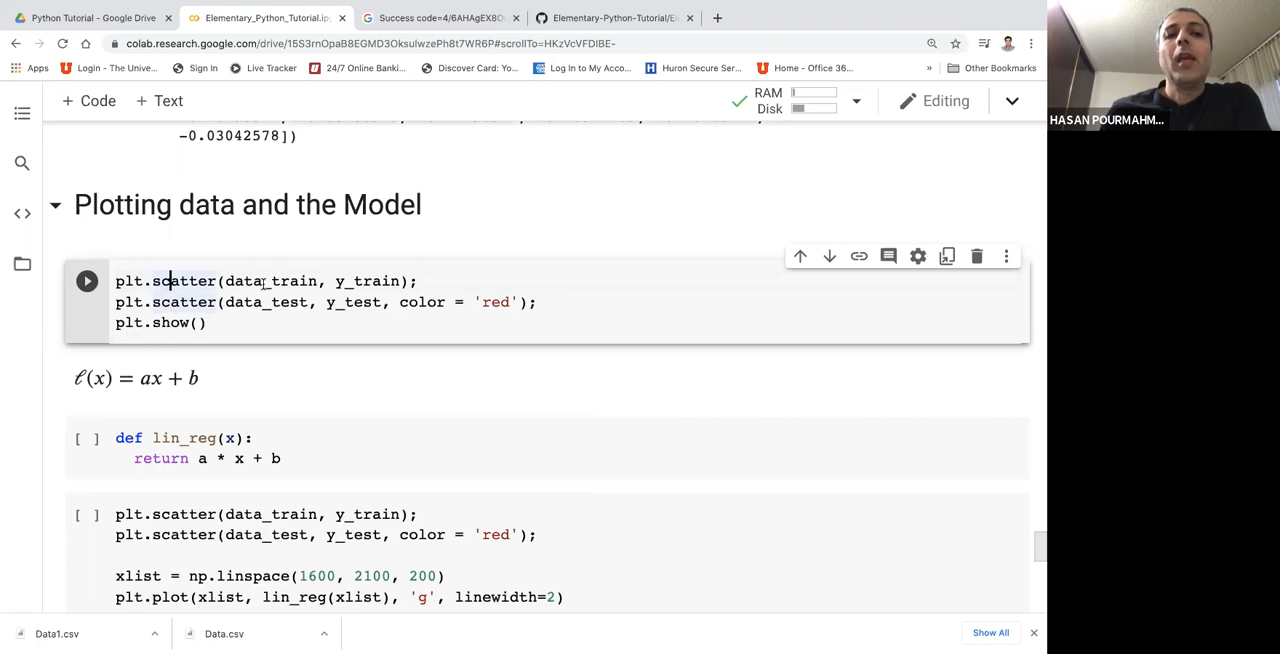 Python Tutorial - Google Drive
Elementary_Python_Tutorial.ip
Success code=4/6AHAgEX8O
Elementary-Python-Tutorial/El
colab.research.google.com/drive/15S3rnOpaB8EGMD3OksulwzePh8t7WR6P#scrollTo=HKzVcVFDIBE-
Apps
Login - The Unive...
Sign In
Live Tracker
24/7 Online Banki...
Discover Card: Yo...
Log In to My Acco...
Huron Secure Ser...
Home - Office 36...
»
Other Bookmarks
+ Code + Text
RAM
Disk
Editing
-0.03042578])
Plotting data and the Model
plt.scatter(data_train, y_train);
plt.scatter(data_test, y_test, color = 'red');
plt.show()
ℓ(x) = ax + b
[ ] def lin_reg(x):
return a * x + b
[ ] plt.scatter(data_train, y_train);
plt.scatter(data_test, y_test, color = 'red');
xlist = np.linspace(1600, 2100, 200)
plt.plot(xlist, lin_reg(xlist), 'g', linewidth=2)
Data1.csv
Data.csv
Show All
HASAN POURMAHM...